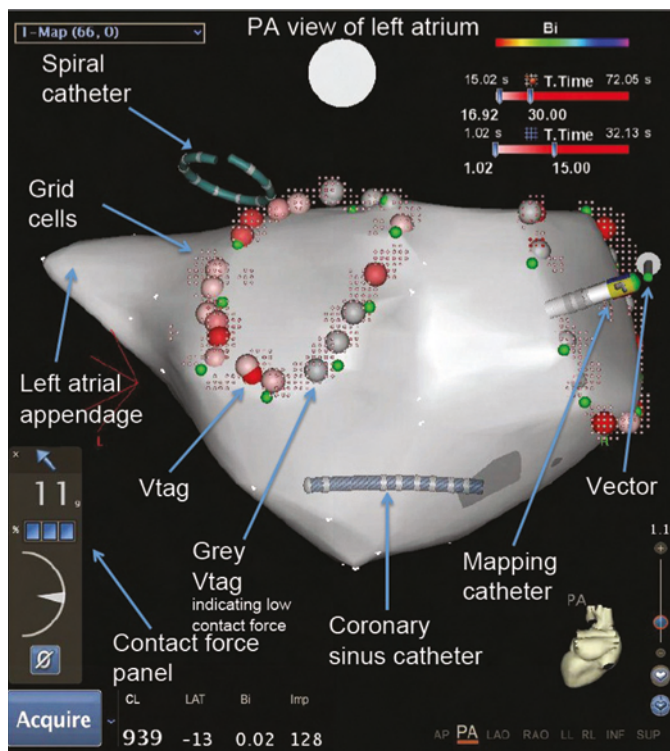 1-Map (66, 0)
PA view of left atrium
Bi
15.02 s T.Time 72.05 s
16.92 30.00
1.02 s T.Time 32.13 s
1.02 15.00
Spiral
catheter
Grid
cells
Left atrial
appendage
L
Vtag
Grey
Vtag
indicating low
contact force
Coronary
sinus catheter
Mapping
catheter
Vector
x
11 g
%
Contact force
panel
1.1
PA
Acquire
CL LAT Bi Imp
939 -13 0.02 128
AP PA LAO RAO LL RL INF SUP